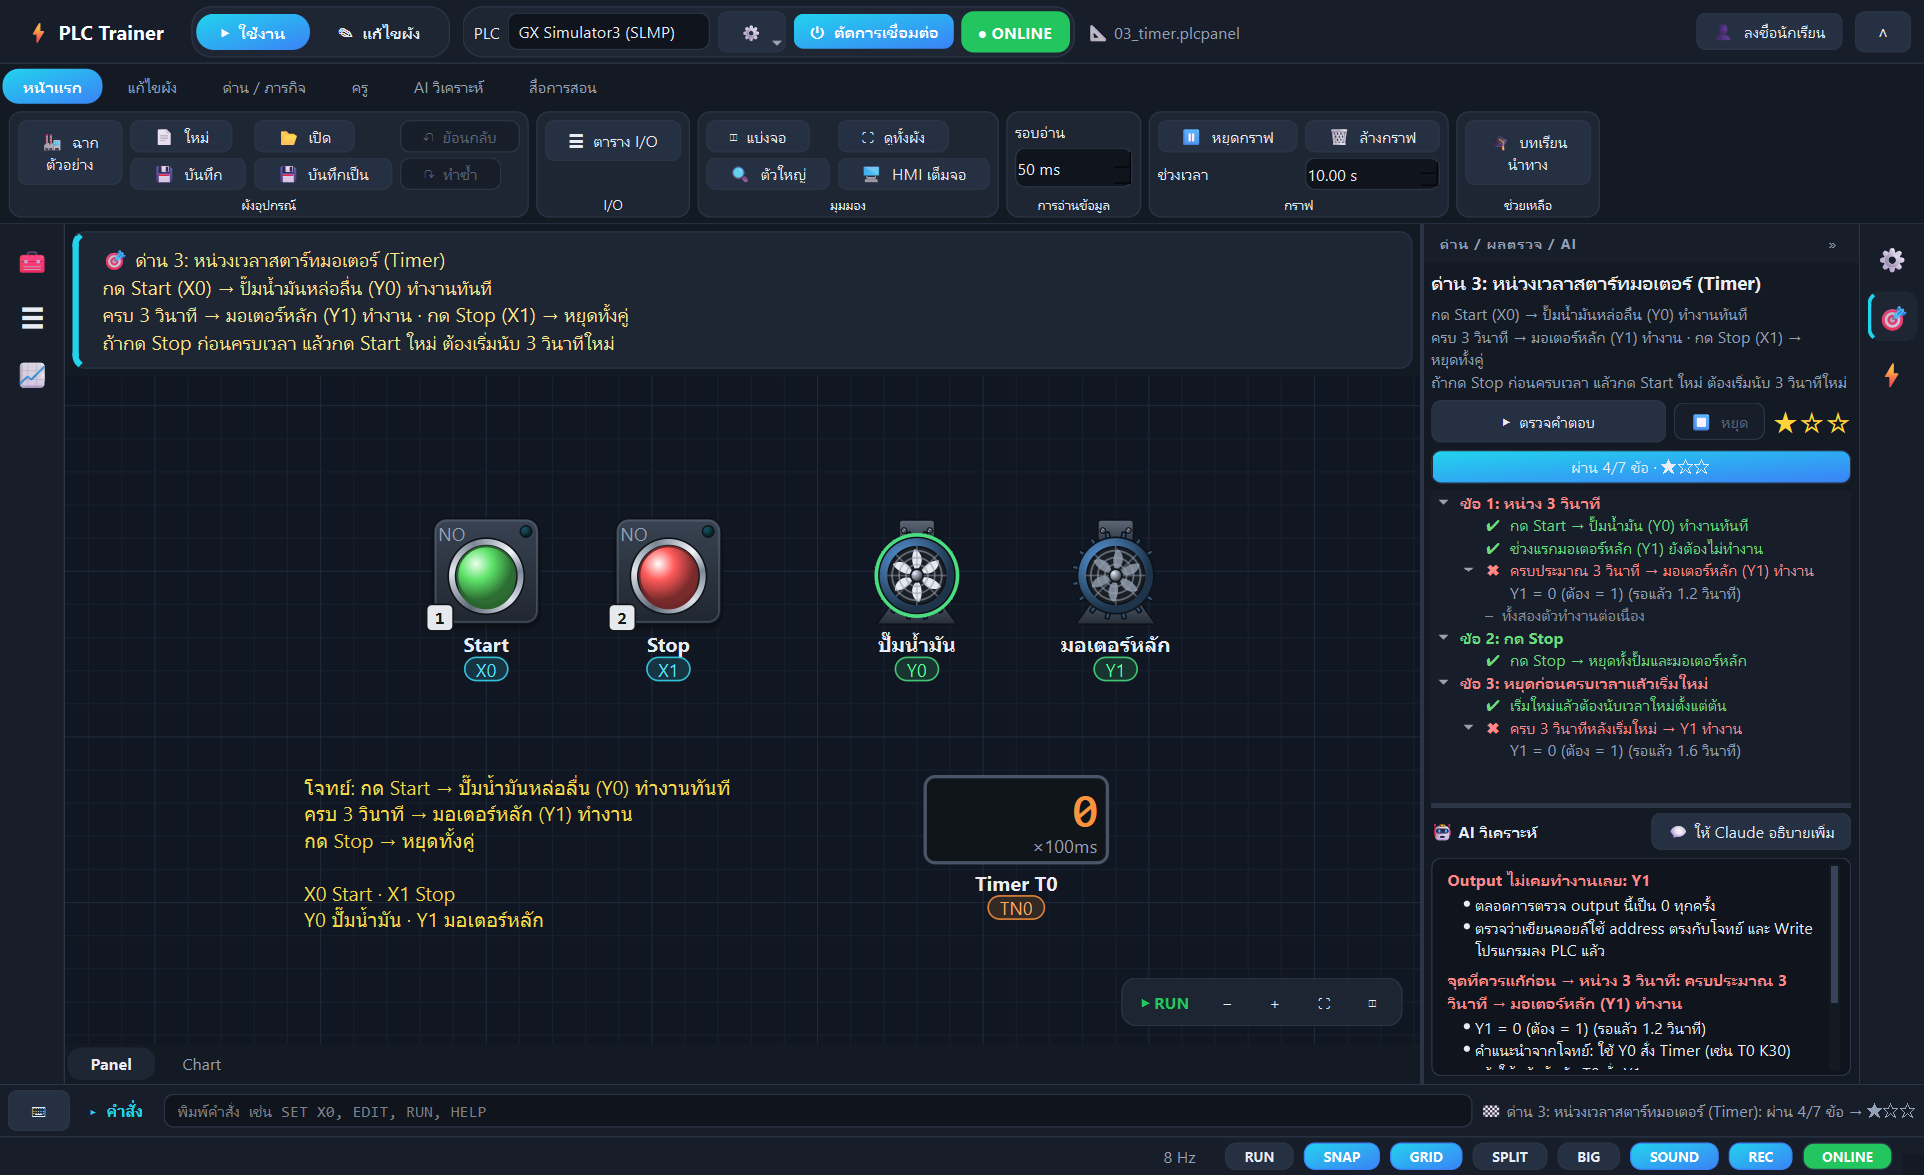 PLC Trainer
ใช้งาน
แก้ไขผัง
PLC
GX Simulator3 (SLMP)
ตัดการเชื่อมต่อ
● ONLINE
03_timer.plcpanel
ลงชื่อนักเรียน
หน้าแรก
แก้ไขผัง
ด่าน / ภารกิจ
ครู
AI วิเคราะห์
สื่อการสอน
ฉาก
ตัวอย่าง
ใหม่
เปิด
ย้อนกลับ
บันทึก
บันทึกเป็น
ทำซ้ำ
ผังอุปกรณ์
ตาราง I/O
I/O
แบ่งจอ
ดูทั้งผัง
ตัวใหญ่
HMI เต็มจอ
มุมมอง
รอบอ่าน
50 ms
การอ่านข้อมูล
หยุดกราฟ
ล้างกราฟ
ช่วงเวลา
10.00 s
กราฟ
บทเรียน
นำทาง
ช่วยเหลือ
ด่าน 3: หน่วงเวลาสตาร์ทมอเตอร์ (Timer)
กด Start (X0) → ปั๊มน้ำมันหล่อลื่น (Y0) ทำงานทันที
ครบ 3 วินาที → มอเตอร์หลัก (Y1) ทำงาน · กด Stop (X1) → หยุดทั้งคู่
ถ้ากด Stop ก่อนครบเวลา แล้วกด Start ใหม่ ต้องเริ่มนับ 3 วินาทีใหม่
NO
1
Start
X0
NO
2
Stop
X1
ปั๊มน้ำมัน
Y0
มอเตอร์หลัก
Y1
โจทย์: กด Start → ปั๊มน้ำมันหล่อลื่น (Y0) ทำงานทันที
ครบ 3 วินาที → มอเตอร์หลัก (Y1) ทำงาน
กด Stop → หยุดทั้งคู่
X0 Start · X1 Stop
Y0 ปั๊มน้ำมัน · Y1 มอเตอร์หลัก
0
×100ms
Timer T0
TN0
RUN
−
+
Panel
Chart
ด่าน / ผลตรวจ / AI
»
ด่าน 3: หน่วงเวลาสตาร์ทมอเตอร์ (Timer)
กด Start (X0) → ปั๊มน้ำมันหล่อลื่น (Y0) ทำงานทันที
ครบ 3 วินาที → มอเตอร์หลัก (Y1) ทำงาน · กด Stop (X1) →
หยุดทั้งคู่
ถ้ากด Stop ก่อนครบเวลา แล้วกด Start ใหม่ ต้องเริ่มนับ 3 วินาทีใหม่
ตรวจคำตอบ
หยุด
★☆☆
ผ่าน 4/7 ข้อ · ★☆☆
ข้อ 1: หน่วง 3 วินาที
✔ กด Start → ปั๊มน้ำมัน (Y0) ทำงานทันที
✔ ช่วงแรกมอเตอร์หลัก (Y1) ยังต้องไม่ทำงาน
✖ ครบประมาณ 3 วินาที → มอเตอร์หลัก (Y1) ทำงาน
Y1 = 0 (ต้อง = 1) (รอแล้ว 1.2 วินาที)
– ทั้งสองตัวทำงานต่อเนื่อง
ข้อ 2: กด Stop
✔ กด Stop → หยุดทั้งปั๊มและมอเตอร์หลัก
ข้อ 3: หยุดก่อนครบเวลาแล้วเริ่มใหม่
✔ เริ่มใหม่แล้วต้องนับเวลาใหม่ตั้งแต่ต้น
✖ ครบ 3 วินาทีหลังเริ่มใหม่ → Y1 ทำงาน
Y1 = 0 (ต้อง = 1) (รอแล้ว 1.6 วินาที)
AI วิเคราะห์
ให้ Claude อธิบายเพิ่ม
Output ไม่เคยทำงานเลย: Y1
• ตลอดการตรวจ output นี้เป็น 0 ทุกครั้ง
• ตรวจว่าเขียนคอยล์ใช้ address ตรงกับโจทย์ และ Write
โปรแกรมลง PLC แล้ว
จุดที่ควรแก้ก่อน → หน่วง 3 วินาที: ครบประมาณ 3
วินาที → มอเตอร์หลัก (Y1) ทำงาน
• Y1 = 0 (ต้อง = 1) (รอแล้ว 1.2 วินาที)
• คำแนะนำจากโจทย์: ใช้ Y0 สั่ง Timer (เช่น T0 K30)
คำสั่ง
พิมพ์คำสั่ง เช่น SET X0, EDIT, RUN, HELP
ด่าน 3: หน่วงเวลาสตาร์ทมอเตอร์ (Timer): ผ่าน 4/7 ข้อ → ★☆☆
8 Hz
RUN
SNAP
GRID
SPLIT
BIG
SOUND
REC
ONLINE